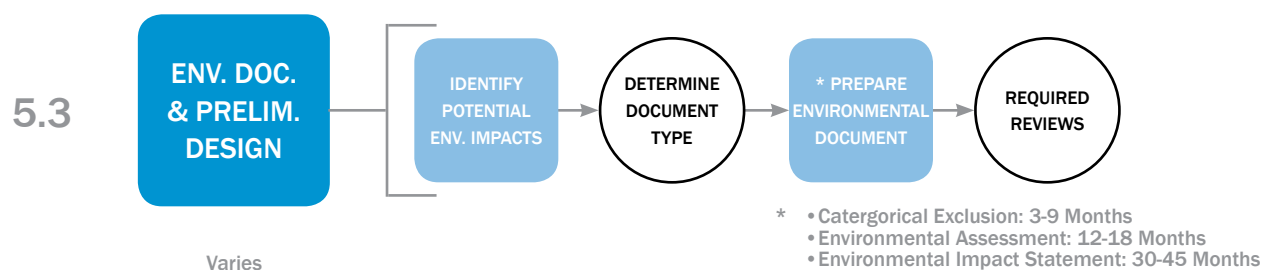 5.3
ENV. DOC.
& PRELIM.
DESIGN
Varies
IDENTIFY
POTENTIAL
ENV. IMPACTS
DETERMINE
DOCUMENT
TYPE
* PREPARE
ENVIRONMENTAL
DOCUMENT
REQUIRED
REVIEWS
* •Catergorical Exclusion: 3-9 Months
•Environmental Assessment: 12-18 Months
•Environmental Impact Statement: 30-45 Months